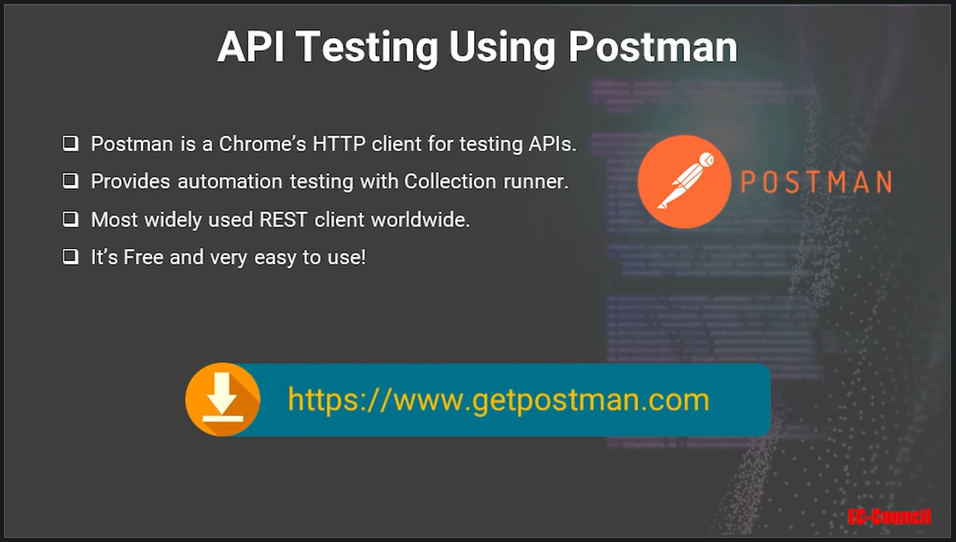 API Testing Using Postman
Postman is a Chrome’s HTTP client for testing APIs.
Provides automation testing with Collection runner.
Most widely used REST client worldwide.
It’s Free and very easy to use!
POSTMAN
https://www.getpostman.com
EC-Council